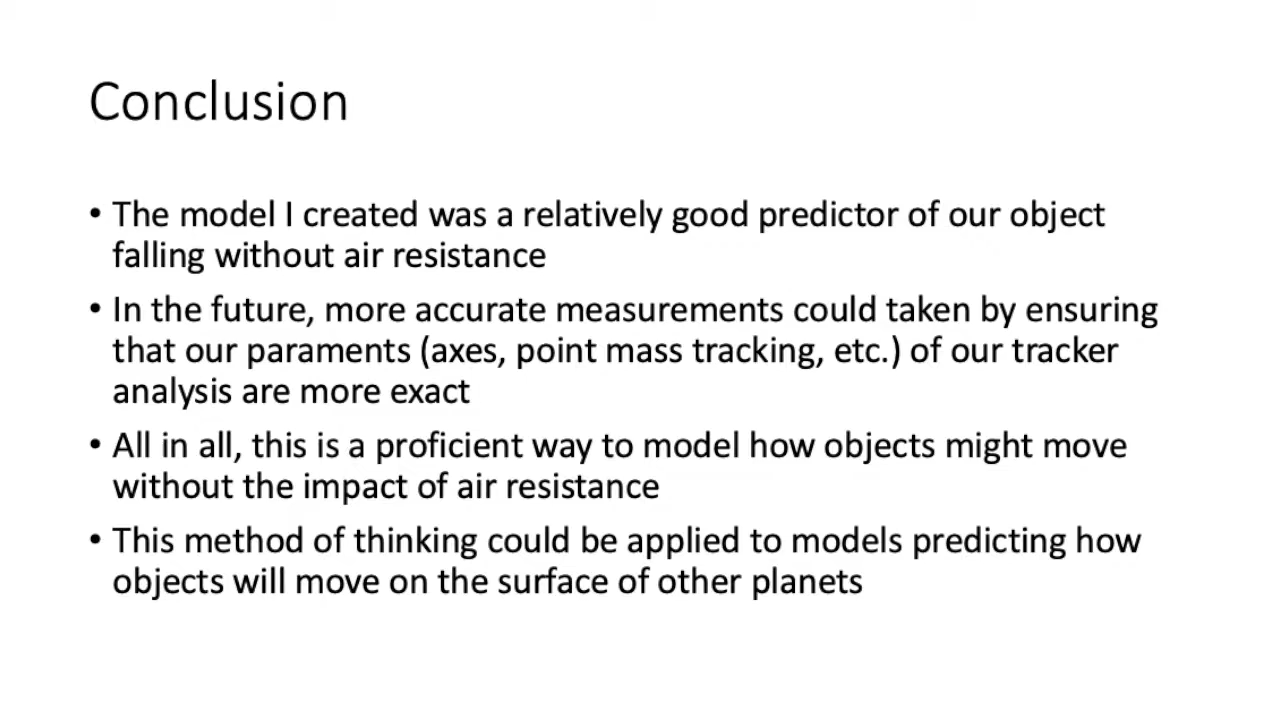 Conclusion
• The model I created was a relatively good predictor of our object
falling without air resistance
• In the future, more accurate measurements could taken by ensuring
that our paraments (axes, point mass tracking, etc.) of our tracker
analysis are more exact
• All in all, this is a proficient way to model how objects might move
without the impact of air resistance
• This method of thinking could be applied to models predicting how
objects will move on the surface of other planets